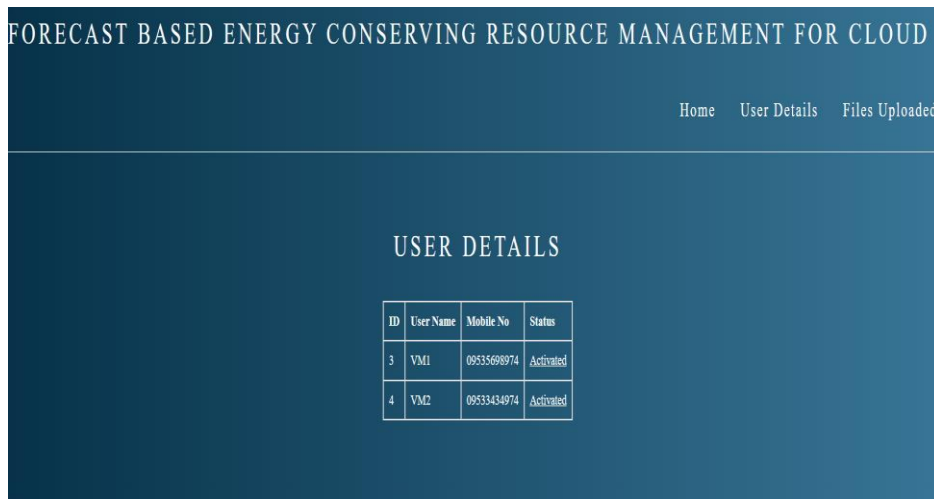 FORECAST BASED ENERGY CONSERVING RESOURCE MANAGEMENT FOR CLOUD
Home User Details Files Uploaded
USER DETAILS
ID User Name Mobile No Status
3 VM1 09535698974 Activated
4 VM2 09533434974 Activated